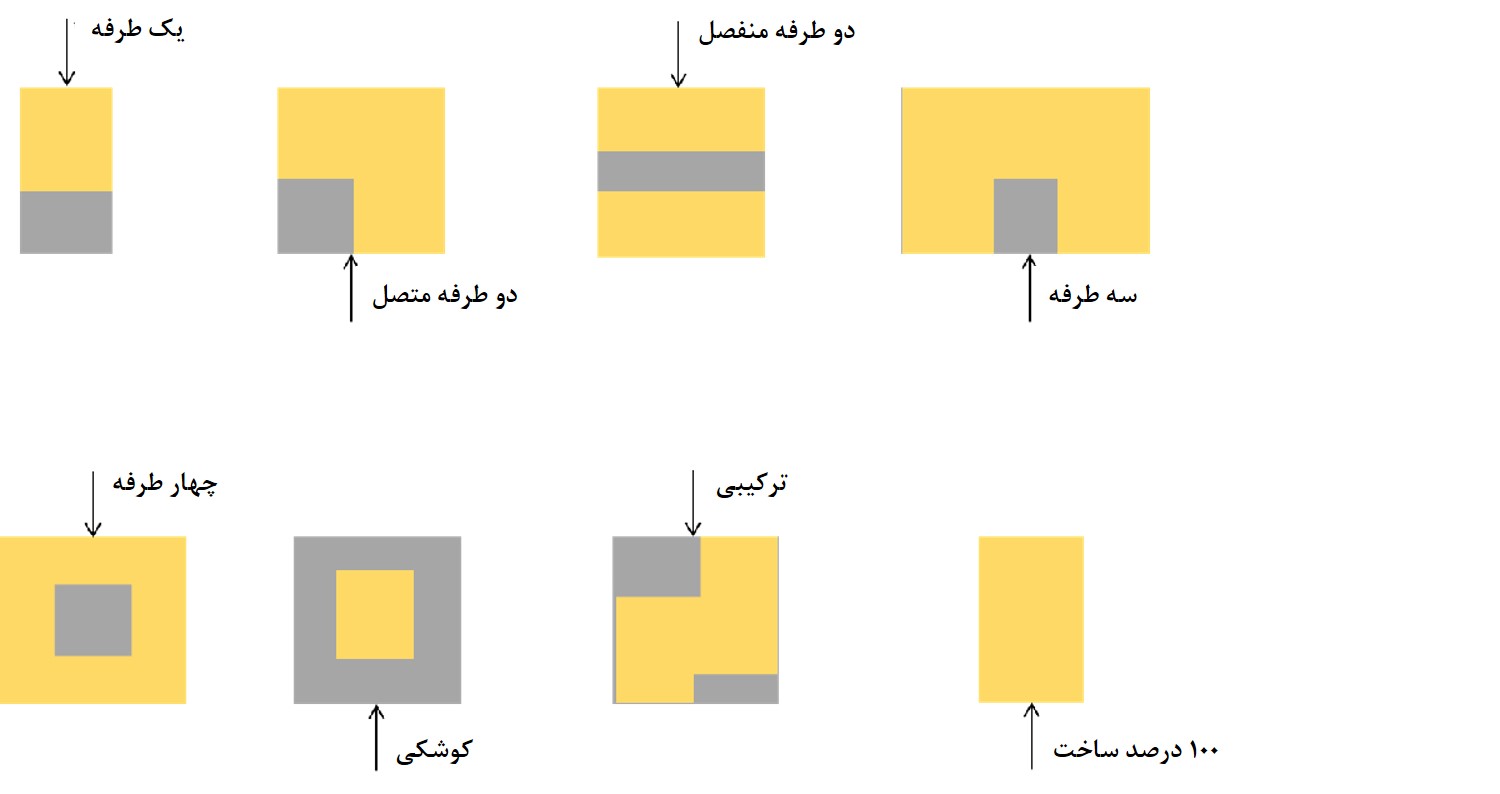 یک طرفه
دو طرفه منفصل
دو طرفه متصل
سه طرفه
چهار طرفه
ترکیبی
کوشکی
۱۰۰ درصد ساخت